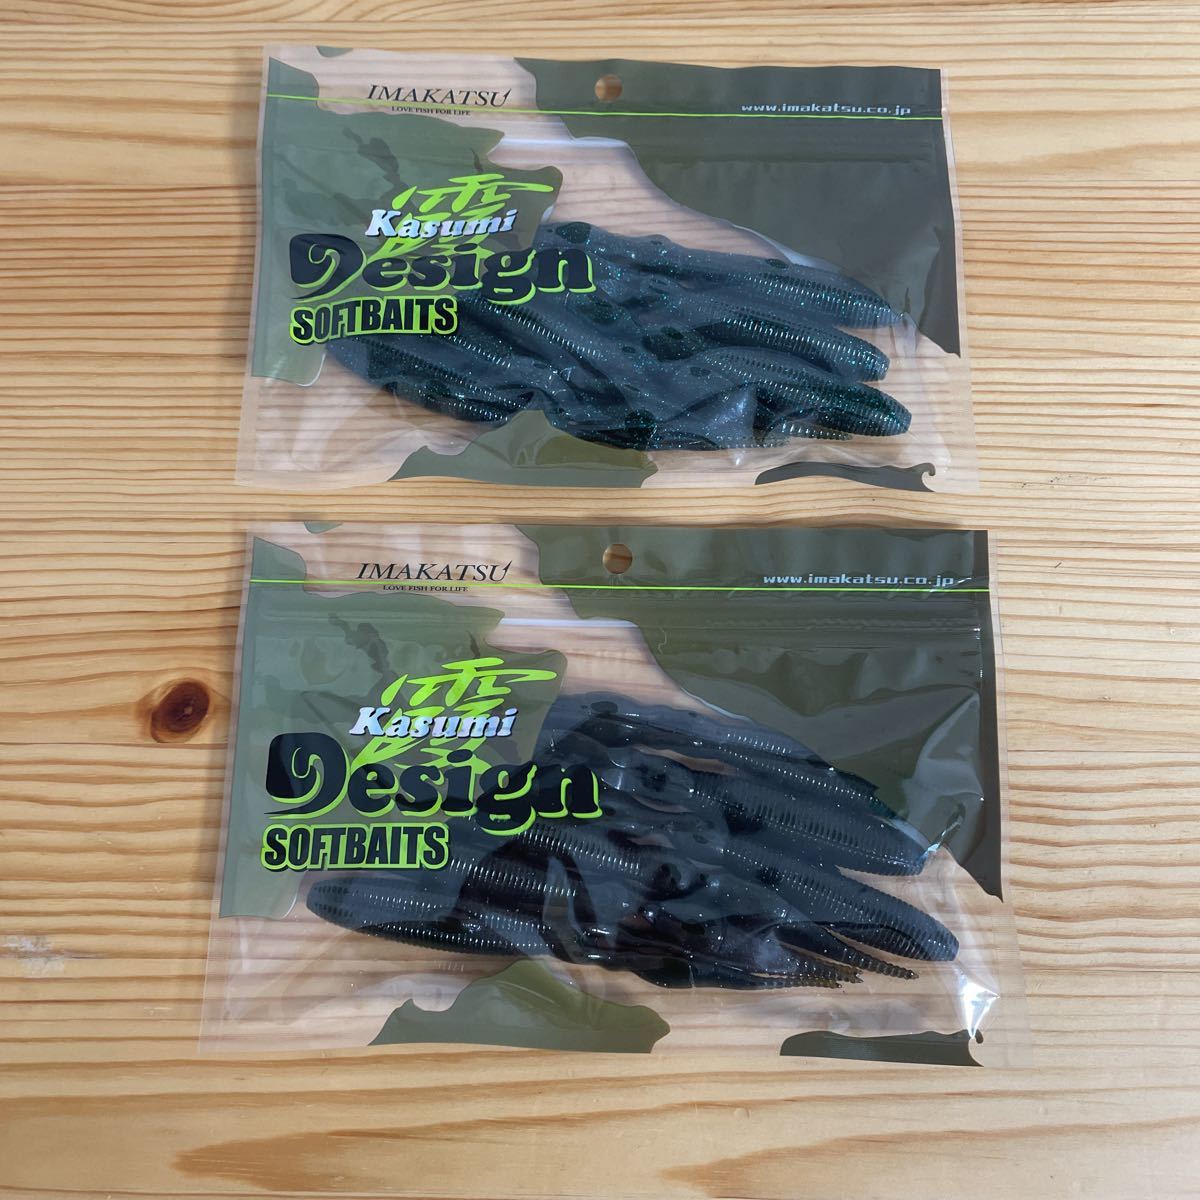 IMAKATSU
LOVE FISH FOR LIFE
www.imakatsu.co.jp
霞
Kasumi
Design
SOFTBAITS
IMAKATSU
LOVE FISH FOR LIFE
www.imakatsu.co.jp
霞
Kasumi
Design
SOFTBAITS